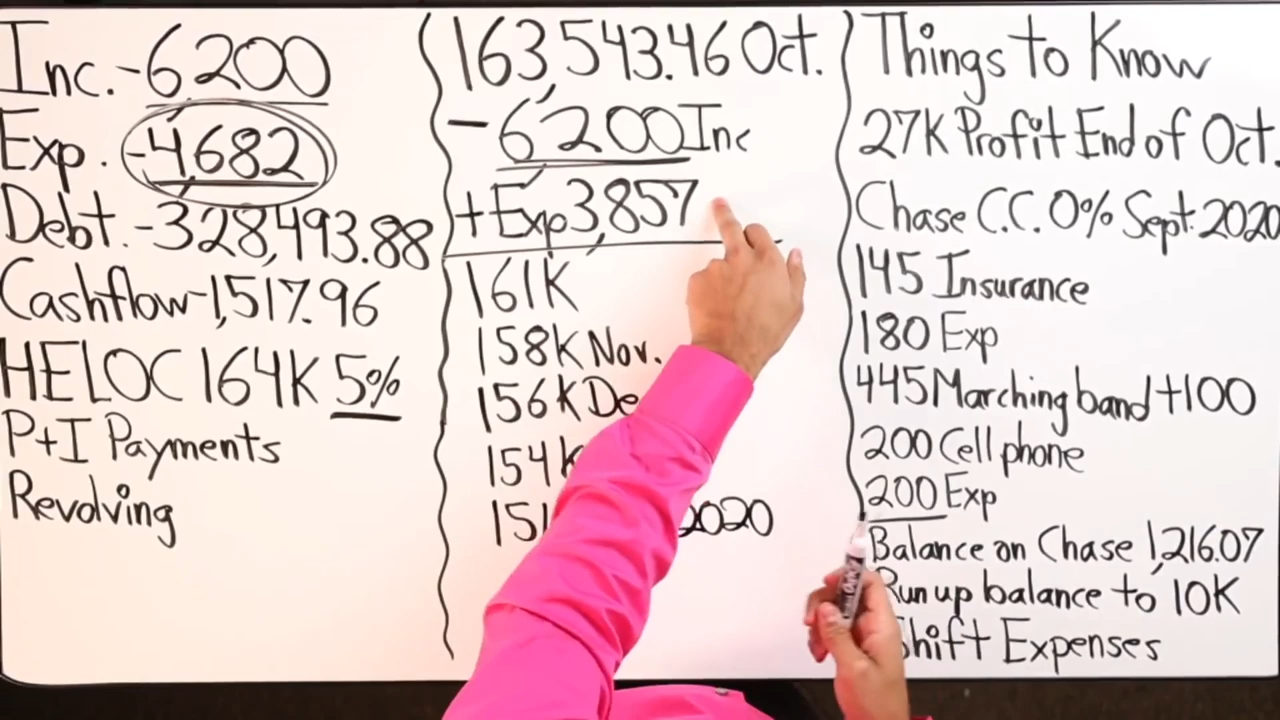 Inc. - 6,200
Exp. - 4,682
Debt. - 328,493.88
Cashflow - 1,517.96
HELOC 164K 5%
P+I Payments
Revolving
163,543.46 Oct.
- 6,200 Inc
+ Exp 3,857
161K
158K Nov.
156K De
154K
151 2020
Things to Know
27K Profit End of Oct.
Chase C.C. 0% Sept. 2020
145 Insurance
180 Exp
445 Marching band +100
200 Cell phone
200 Exp
Balance on Chase 1,216.07
Run up balance to 10K
Shift Expenses